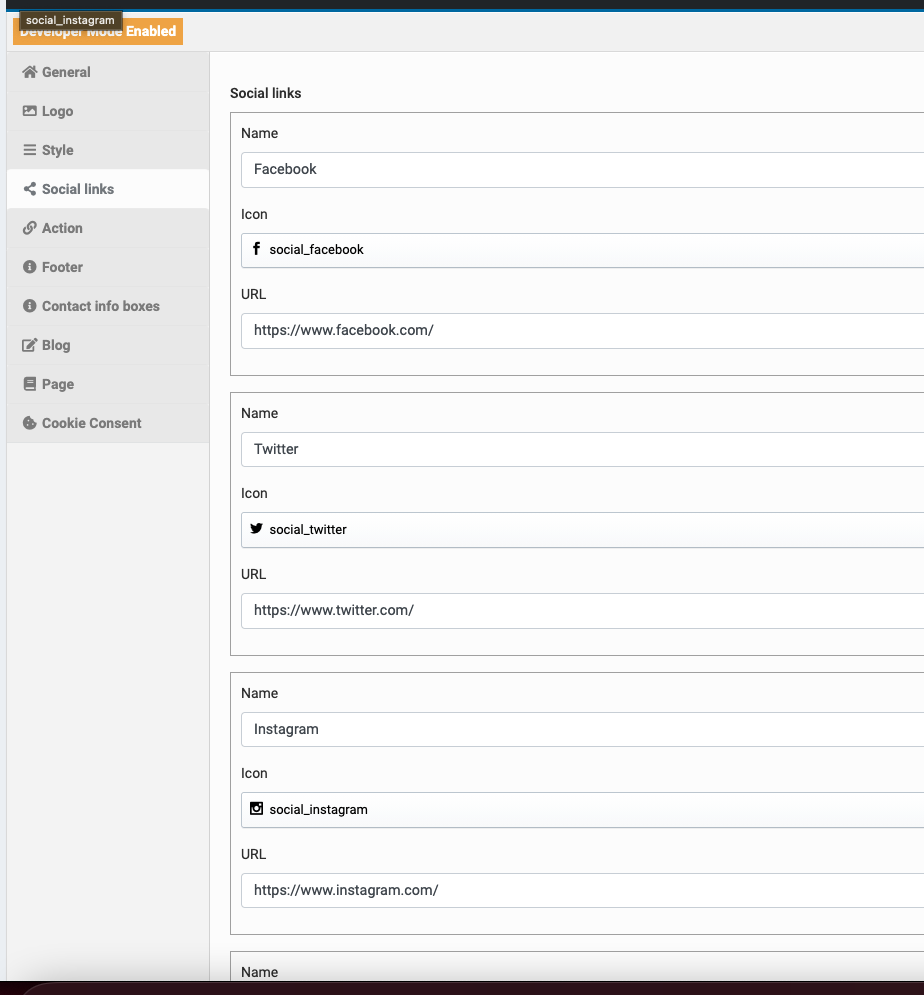 social_instagram
Developer Mode Enabled
General
Logo
Style
Social links
Action
Footer
Contact info boxes
Blog
Page
Cookie Consent
Social links
Name
Facebook
Icon
social_facebook
URL
https://www.facebook.com/
Name
Twitter
Icon
social_twitter
URL
https://www.twitter.com/
Name
Instagram
Icon
social_instagram
URL
https://www.instagram.com/
Name